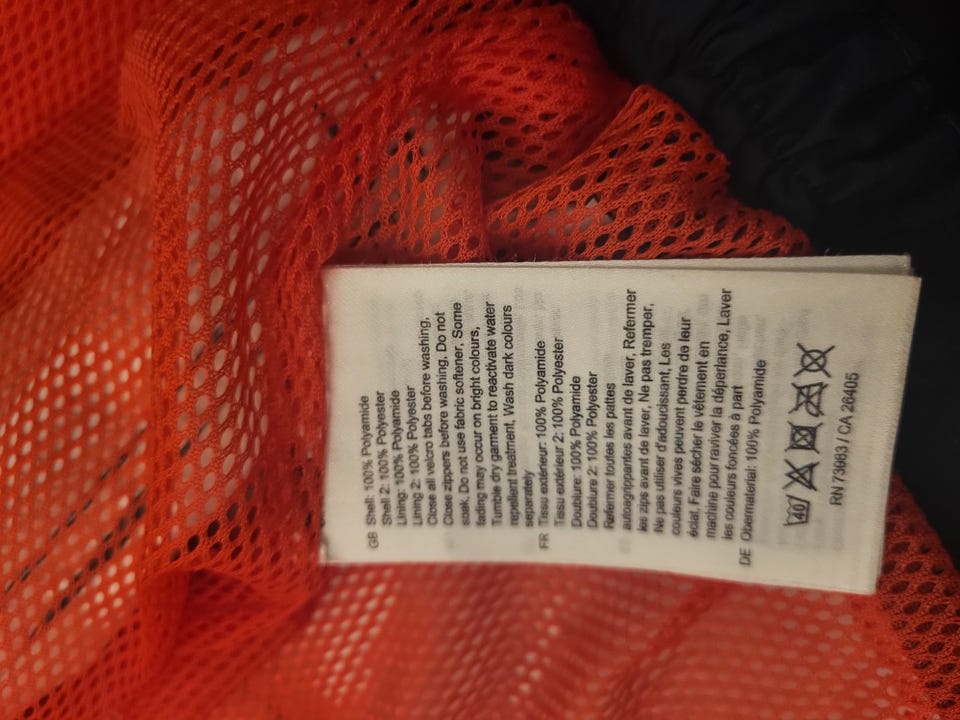 GB Shell: 100% Polyamide
Shell 2: 100% Polyester
Lining: 100% Polyamide
Lining 2: 100% Polyester
Close all velcro tabs before washing,
Close zippers before washing, Do not
soak, Do not use fabric softener, Some
fading may occur on bright colours,
Tumble dry garment to reactivate water
repellent treatment, Wash dark colours
separately
FR Tissu extérieur: 100% Polyamide
Tissu extérieur 2: 100% Polyester
Doublure: 100% Polyamide
Doublure 2: 100% Polyester
Refermer toutes les pattes
autoagrippantes avant de laver, Refermer
les zips avant de laver, Ne pas tremper,
Ne pas utiliser d'adoucissant, Les
couleurs vives peuvent perdre de leur
éclat, Faire sécher le vêtement en
machine pour raviver la déperlance, Laver
les couleurs foncées à part
DE Obermaterial: 100% Polyamide
40
RN 73983 / CA 26405